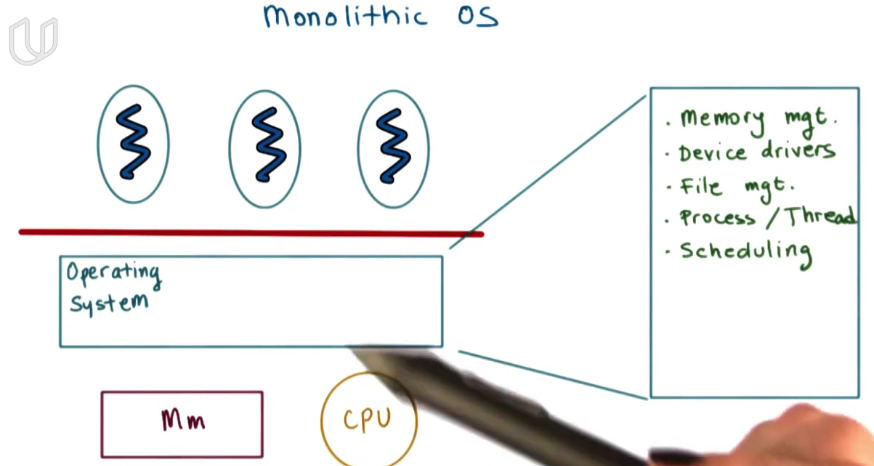 Monolithic OS
Operating
System
Mm
CPU
. Memory mgt.
. Device drivers
. File mgt.
. Process / Thread
. Scheduling